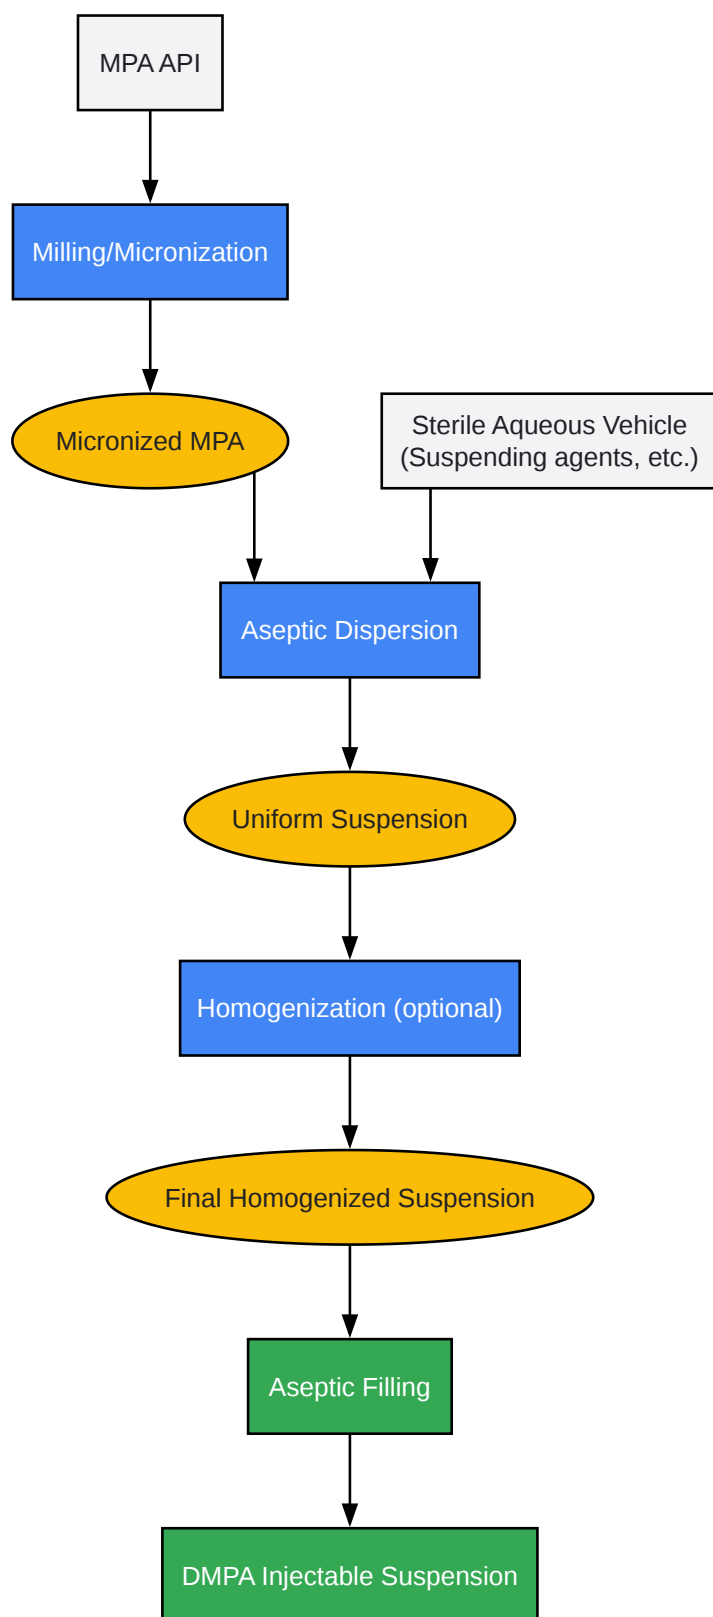 MPA API
Milling/Micronization
Micronized MPA
Sterile Aqueous Vehicle
(Suspending agents, etc.)
Aseptic Dispersion
Uniform Suspension
Homogenization (optional)
Final Homogenized Suspension
Aseptic Filling
DMPA Injectable Suspension